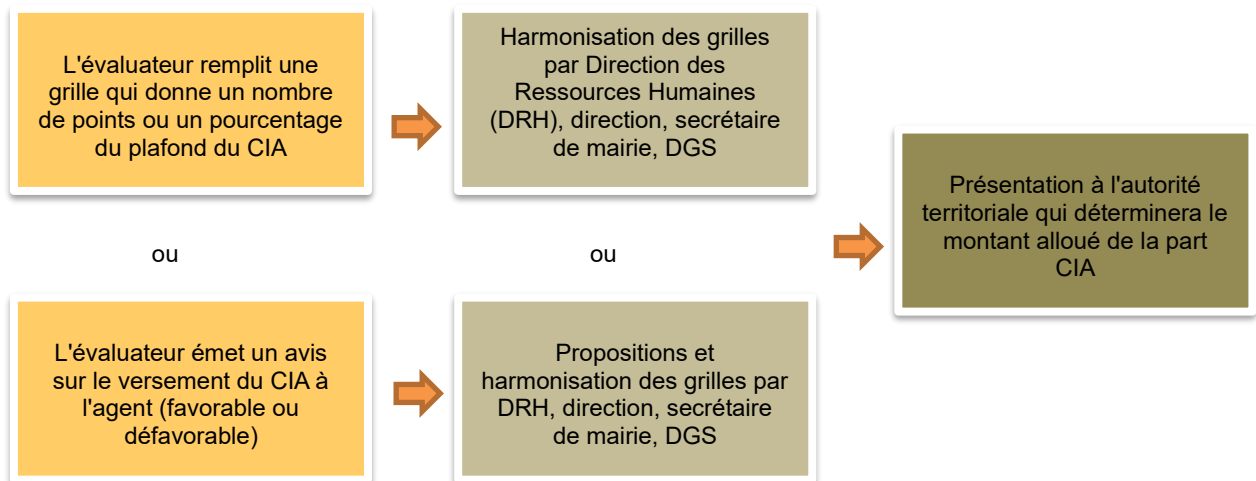 L'évaluateur remplit une
grille qui donne un nombre
de points ou un pourcentage
du plafond du CIA
Harmonisation des grilles
par Direction des
Ressources Humaines
(DRH), direction, secrétaire
de mairie, DGS
Présentation à l'autorité
territoriale qui déterminera le
montant alloué de la part
CIA
ou
ou
L'évaluateur émet un avis
sur le versement du CIA à
l'agent (favorable ou
défavorable)
Propositions et
harmonisation des grilles par
DRH, direction, secrétaire
de mairie, DGS